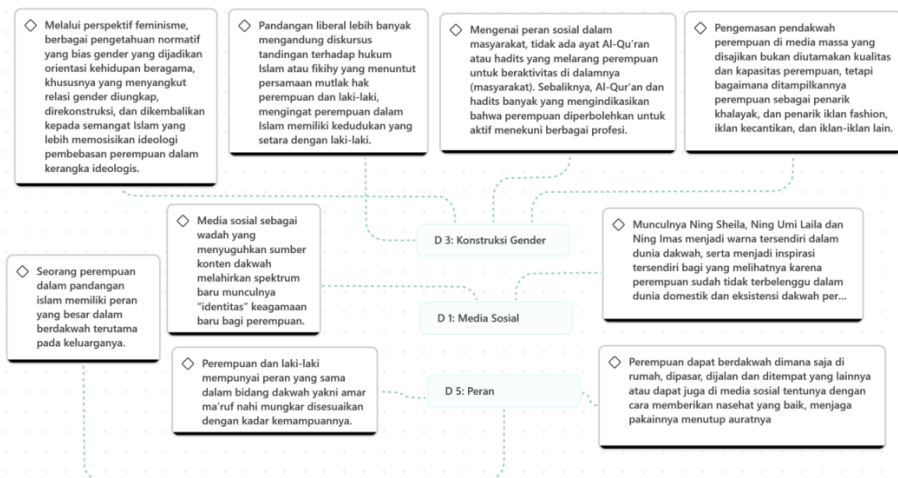 Melalui perspektif feminisme,
berbagai pengetahuan normatif
yang bias gender yang dijadikan
orientasi kehidupan beragama,
khususnya yang menyangkut
relasi gender diungkap,
direkonstruksi, dan dikembalikan
kepada semangat Islam yang
lebih memosisikan ideologi
pembebasan perempuan dalam
kerangka ideologis.
Pandangan liberal lebih banyak
mengandung diskursus
tandingan terhadap hukum
Islam atau fikihy yang menuntut
persamaan mutlak hak
perempuan dan laki-laki,
mengingat perempuan dalam
Islam memiliki kedudukan yang
setara dengan laki-laki.
Mengenai peran sosial dalam
masyarakat, tidak ada ayat Al-Qu'ran
atau hadits yang melarang perempuan
untuk beraktivitas di dalamnya
(masyarakat). Sebaliknya, Al-Qur'an dan
hadits banyak yang mengindikasikan
bahwa perempuan diperbolehkan untuk
aktif menekuni berbagai profesi.
Pengemasan pendakwah
perempuan di media massa yang
disajikan bukan diutamakan kualitas
dan kapasitas perempuan, tetapi
bagaimana ditampilkannya
perempuan sebagai penarik
khalayak, dan penarik iklan fashion,
iklan kecantikan, dan iklan-iklan lain.
D 3: Konstruksi Gender
Media sosial sebagai
wadah yang
menyuguhkan sumber
konten dakwah
melahirkan spektrum
baru munculnya
"identitas" keagamaan
baru bagi perempuan.
Munculnya Ning Sheila, Ning Umi Laila dan
Ning Imas menjadi warna tersendiri dalam
dunia dakwah, serta menjadi inspirasi
tersendiri bagi yang melihatnya karena
perempuan sudah tidak terbelenggu dalam
dunia domestik dan eksistensi dakwah per...
Seorang perempuan
dalam pandangan
islam memiliki peran
yang besar dalam
berdakwah terutama
pada keluarganya.
D 1: Media Sosial
Perempuan dan laki-laki
mempunyai peran yang sama
dalam bidang dakwah yakni amar
ma'ruf nahi mungkar disesuaikan
dengan kadar kemampuannya.
D 5: Peran
Perempuan dapat berdakwah dimana saja di
rumah, dipasar, dijalan dan ditempat yang lainnya
atau dapat juga di media sosial tentunya dengan
cara memberikan nasehat yang baik, menjaga
pakainnya menutup auratnya